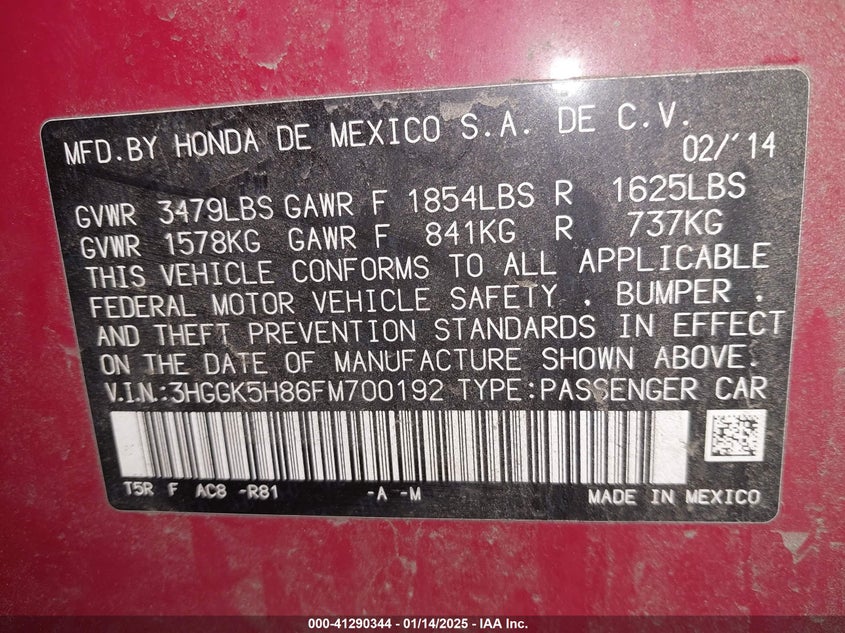 MFD.BY HONDA DE MEXICO S.A. DE C.V.
02/'14
GVWR 3479LBS GAWR F 1854LBS R 1625LBS
GVWR 1578KG GAWR F 841KG R 737KG
THIS VEHICLE CONFORMS TO ALL APPLICABLE
FEDERAL MOTOR VEHICLE SAFETY , BUMPER ,
AND THEFT PREVENTION STANDARDS IN EFFECT
ON THE DATE OF MANUFACTURE SHOWN ABOVE.
V.I.N.:3HGGK5H86FM700192 TYPE:PASSENGER CAR
T5R F AC8 -R81 -A -M
MADE IN MEXICO
000-41290344 - 01/14/2025 - IAA Inc.